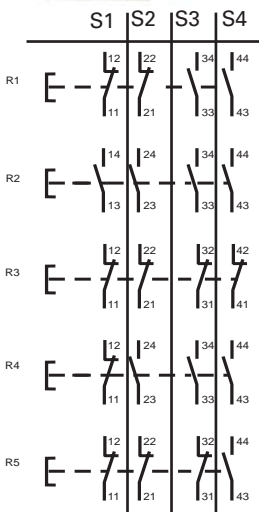 S1 S2 S3 S4
12 22 34 44
R1
11 21 33 43
14 24 34 44
R2
13 23 33 43
12 22 32 42
R3
11 21 31 41
12 24 34 44
R4
11 23 33 43
12 22 32 44
R5
11 21 31 43